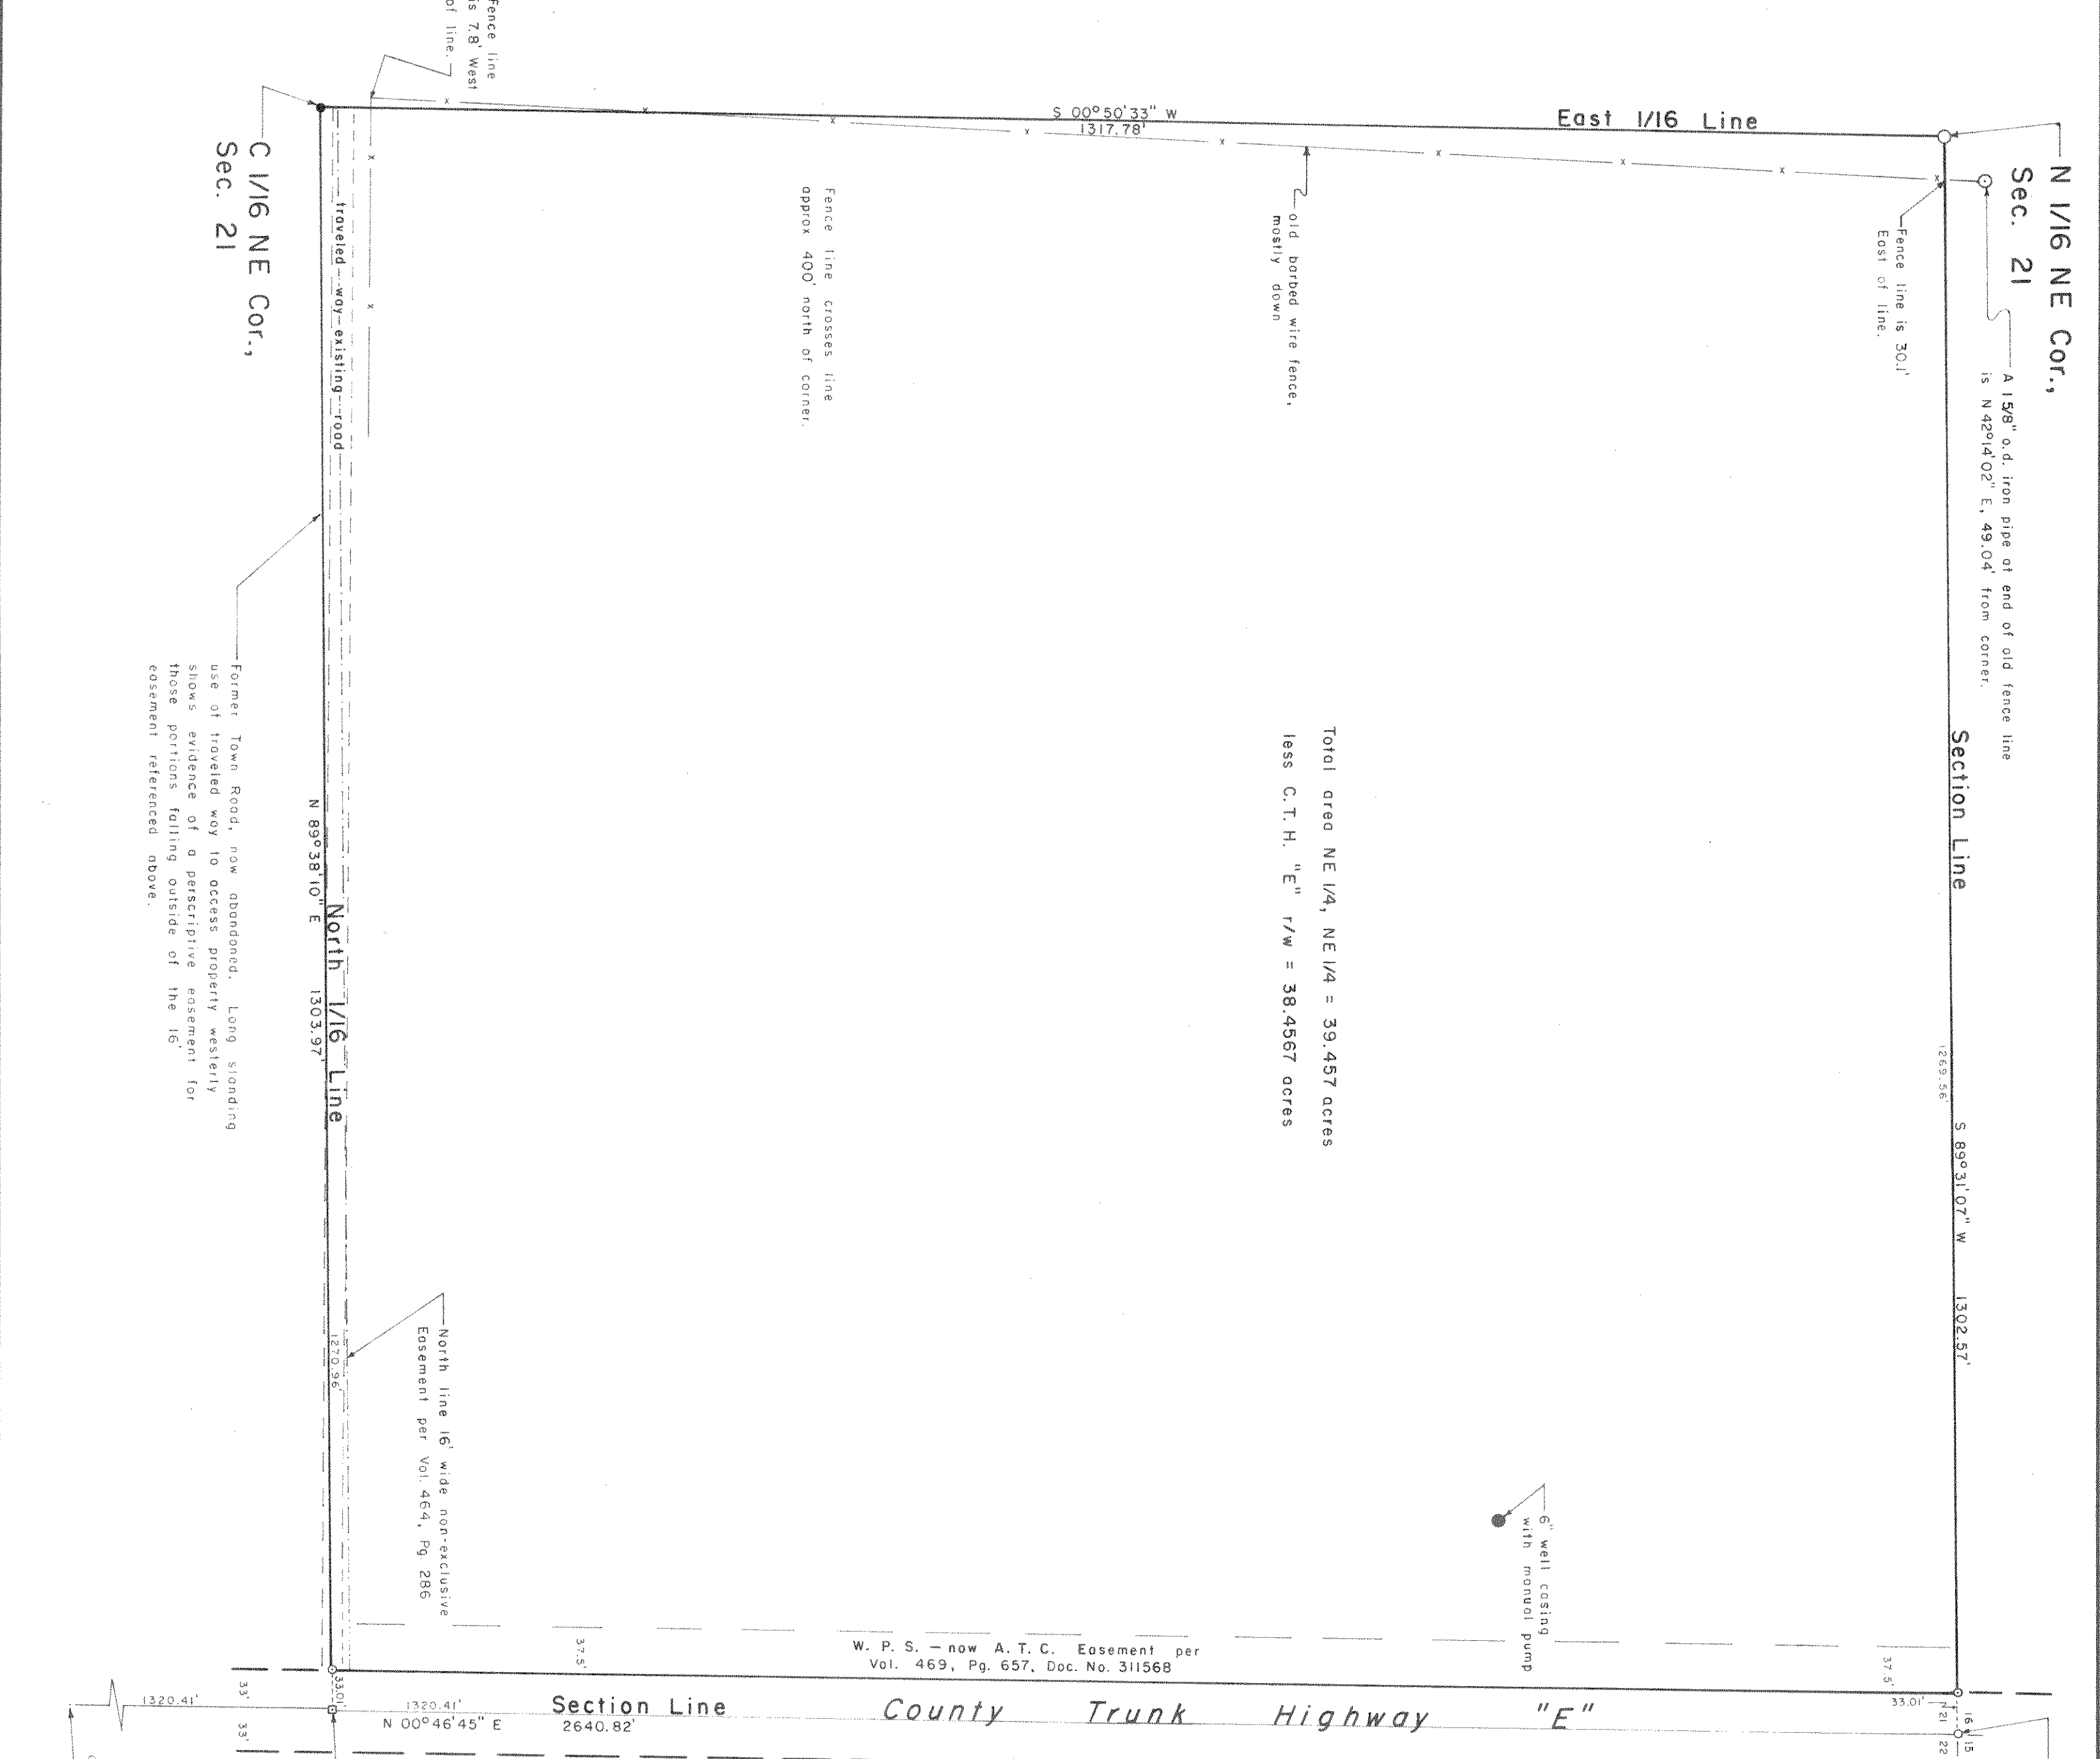 Fence line
is 7.8' West
of line.
S 00°50'33" W
1317.78'
East 1/16 Line
N 1/16 NE Cor.,
Sec. 21
A 1 5/8" o.d. iron pipe at end of old fence line
is N 42°14'02" E, 49.04' from corner.
Fence line is 30.1'
East of line.
old barbed wire fence,
mostly down
Fence line crosses line
approx 400' north of corner.
C 1/16 NE Cor.,
Sec. 21
traveled way existing road
Section Line
1269.56'
S 89°31'07" W 1302.57'
Total area NE 1/4, NE 1/4 = 39.457 acres
less C.T.H. "E" r/w = 38.4567 acres
North 1/16 Line
N 89°38'10" E 1303.97'
1270.96'
Former Town Road, now abandoned. Long standing
use of traveled way to access property westerly
shows evidence of a perscriptive easement for
those portions falling outside of the 16'
easement referenced above.
North line 16' wide non-exclusive
Easement per Vol. 464, Pg. 286
6" well casing
with manual pump
37.5'
W. P. S. – now A. T. C. Easement per
Vol. 469, Pg. 657, Doc. No. 311568
37.5'
33.01'
33.01'
33'
33'
1320.41'
1320.41'
Section Line
N 00°46'45" E 2640.82'
County Trunk Highway "E"
16 15
21 22